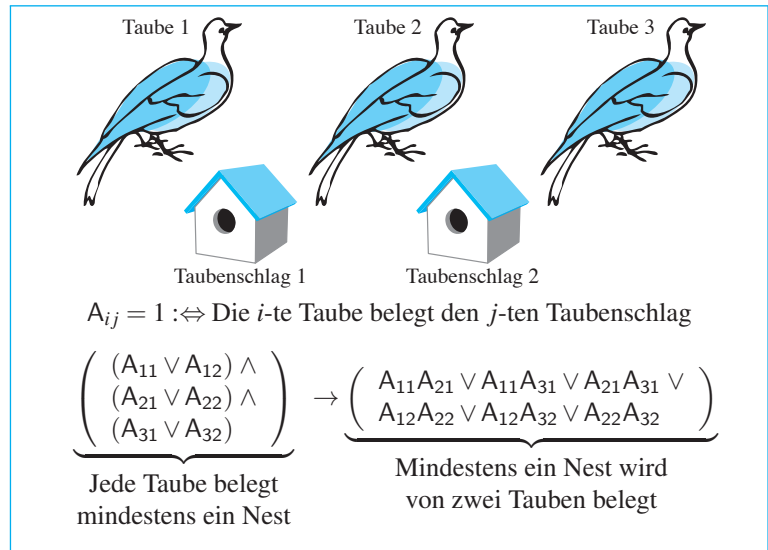 Taube 1 Taube 2 Taube 3
Taubenschlag 1 Taubenschlag 2
A_{ij} = 1 :⇔ Die i-te Taube belegt den j-ten Taubenschlag
(A₁₁ ∨ A₁₂) ∧
(A₂₁ ∨ A₂₂) ∧
(A₃₁ ∨ A₃₂)
→
A₁₁A₂₁ ∨ A₁₁A₃₁ ∨ A₂₁A₃₁ ∨
A₁₂A₂₂ ∨ A₁₂A₃₂ ∨ A₂₂A₃₂
Jede Taube belegt
mindestens ein Nest
Mindestens ein Nest wird
von zwei Tauben belegt